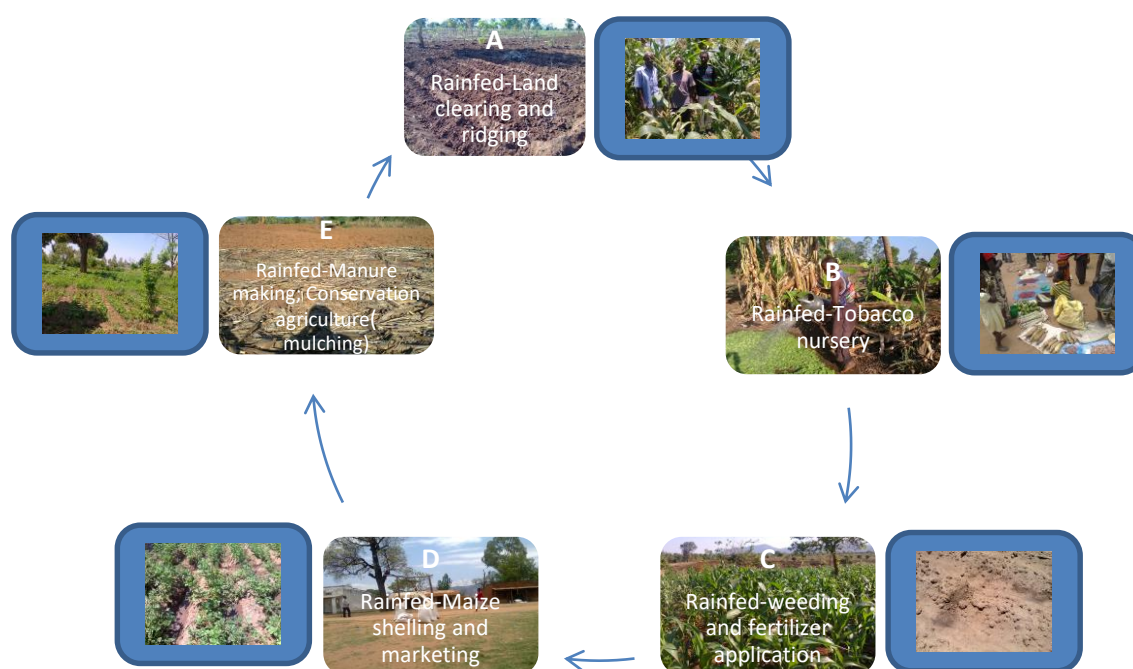 A
Rainfed-Land
clearing and
ridging
B
Rainfed-Tobacco
nursery
C
Rainfed-weeding
and fertilizer
application
D
Rainfed-Maize
shelling and
marketing
E
Rainfed-Manure
making; Conservation
agriculture(
mulching)